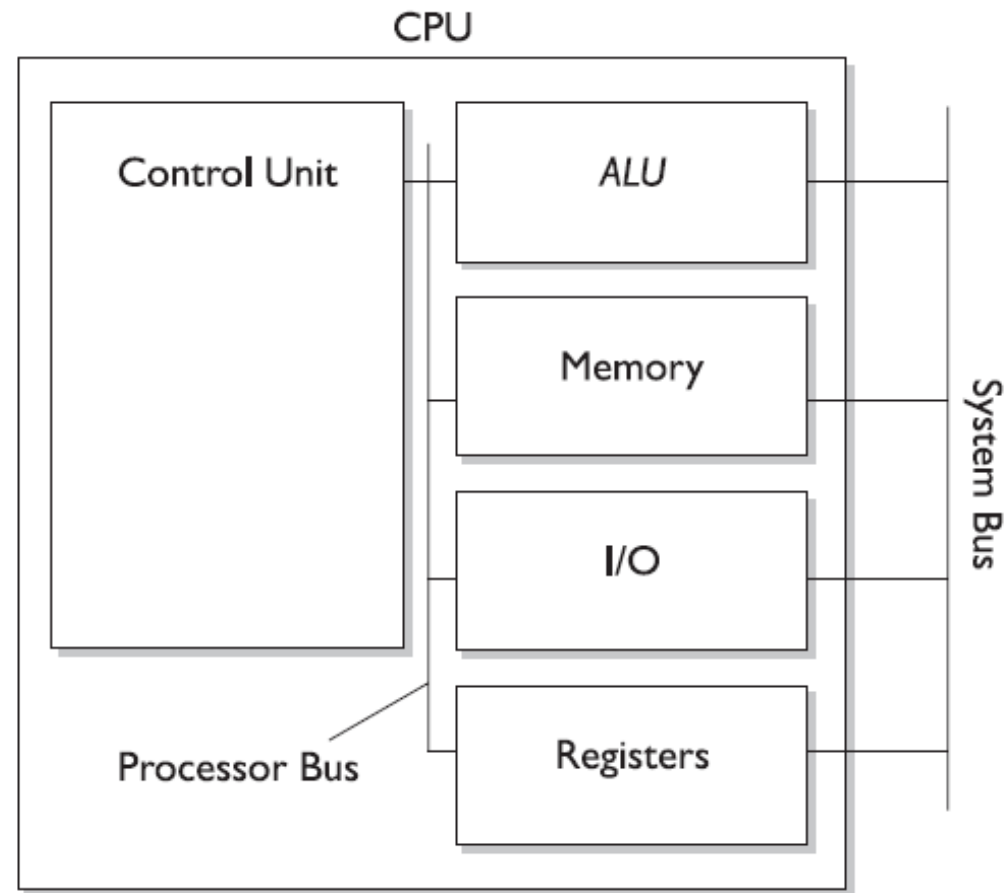 CPU
Control Unit
ALU
Memory
I/O
Registers
Processor Bus
System Bus